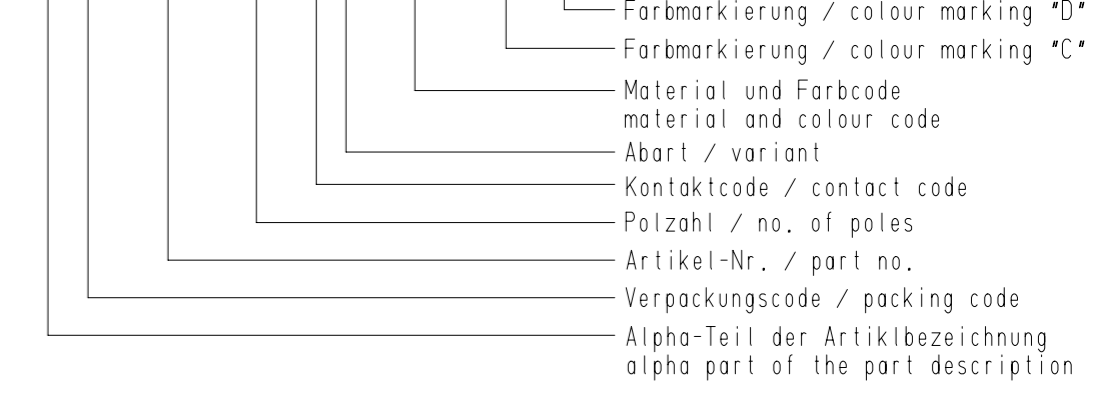 Farbmarkierung / colour marking "D"
Farbmarkierung / colour marking "C"
Material und Farbcode
material and colour code
Abart / variant
Kontaktcode / contact code
Polzahl / no. of poles
Artikel-Nr. / part no.
Verpackungscode / packing code
Alpha-Teil der Artiklbezeichnung
alpha part of the part description